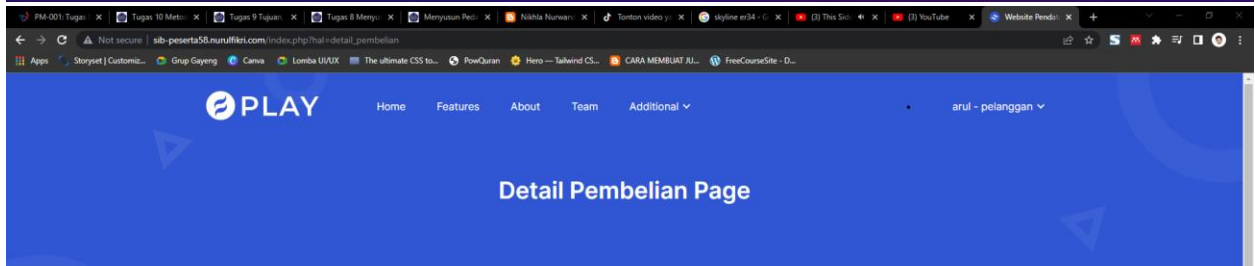 PM-001: Tugas
Tugas 10 Meto
Tugas 9 Tujuan
Tugas 8 Menyu
Menyusun Ped
Nikhla Nurwan
Tonton video y
skyline er34 - G
(3) This Sid
(3) YouTube
Website Pendat
Not secure | sib-peserta58.nurulfikri.com/index.php?hal=detail_pembelian
Apps
Storyset | Customiz...
Grup Gayeng
Canva
Lomba UI/UX
The ultimate CSS to...
PowQuran
Hero — Tailwind CS...
CARA MEMBUAT JU...
FreeCourseSite - D...
PLAY
Home
Features
About
Team
Additional
arul - pelanggan
Detail Pembelian Page